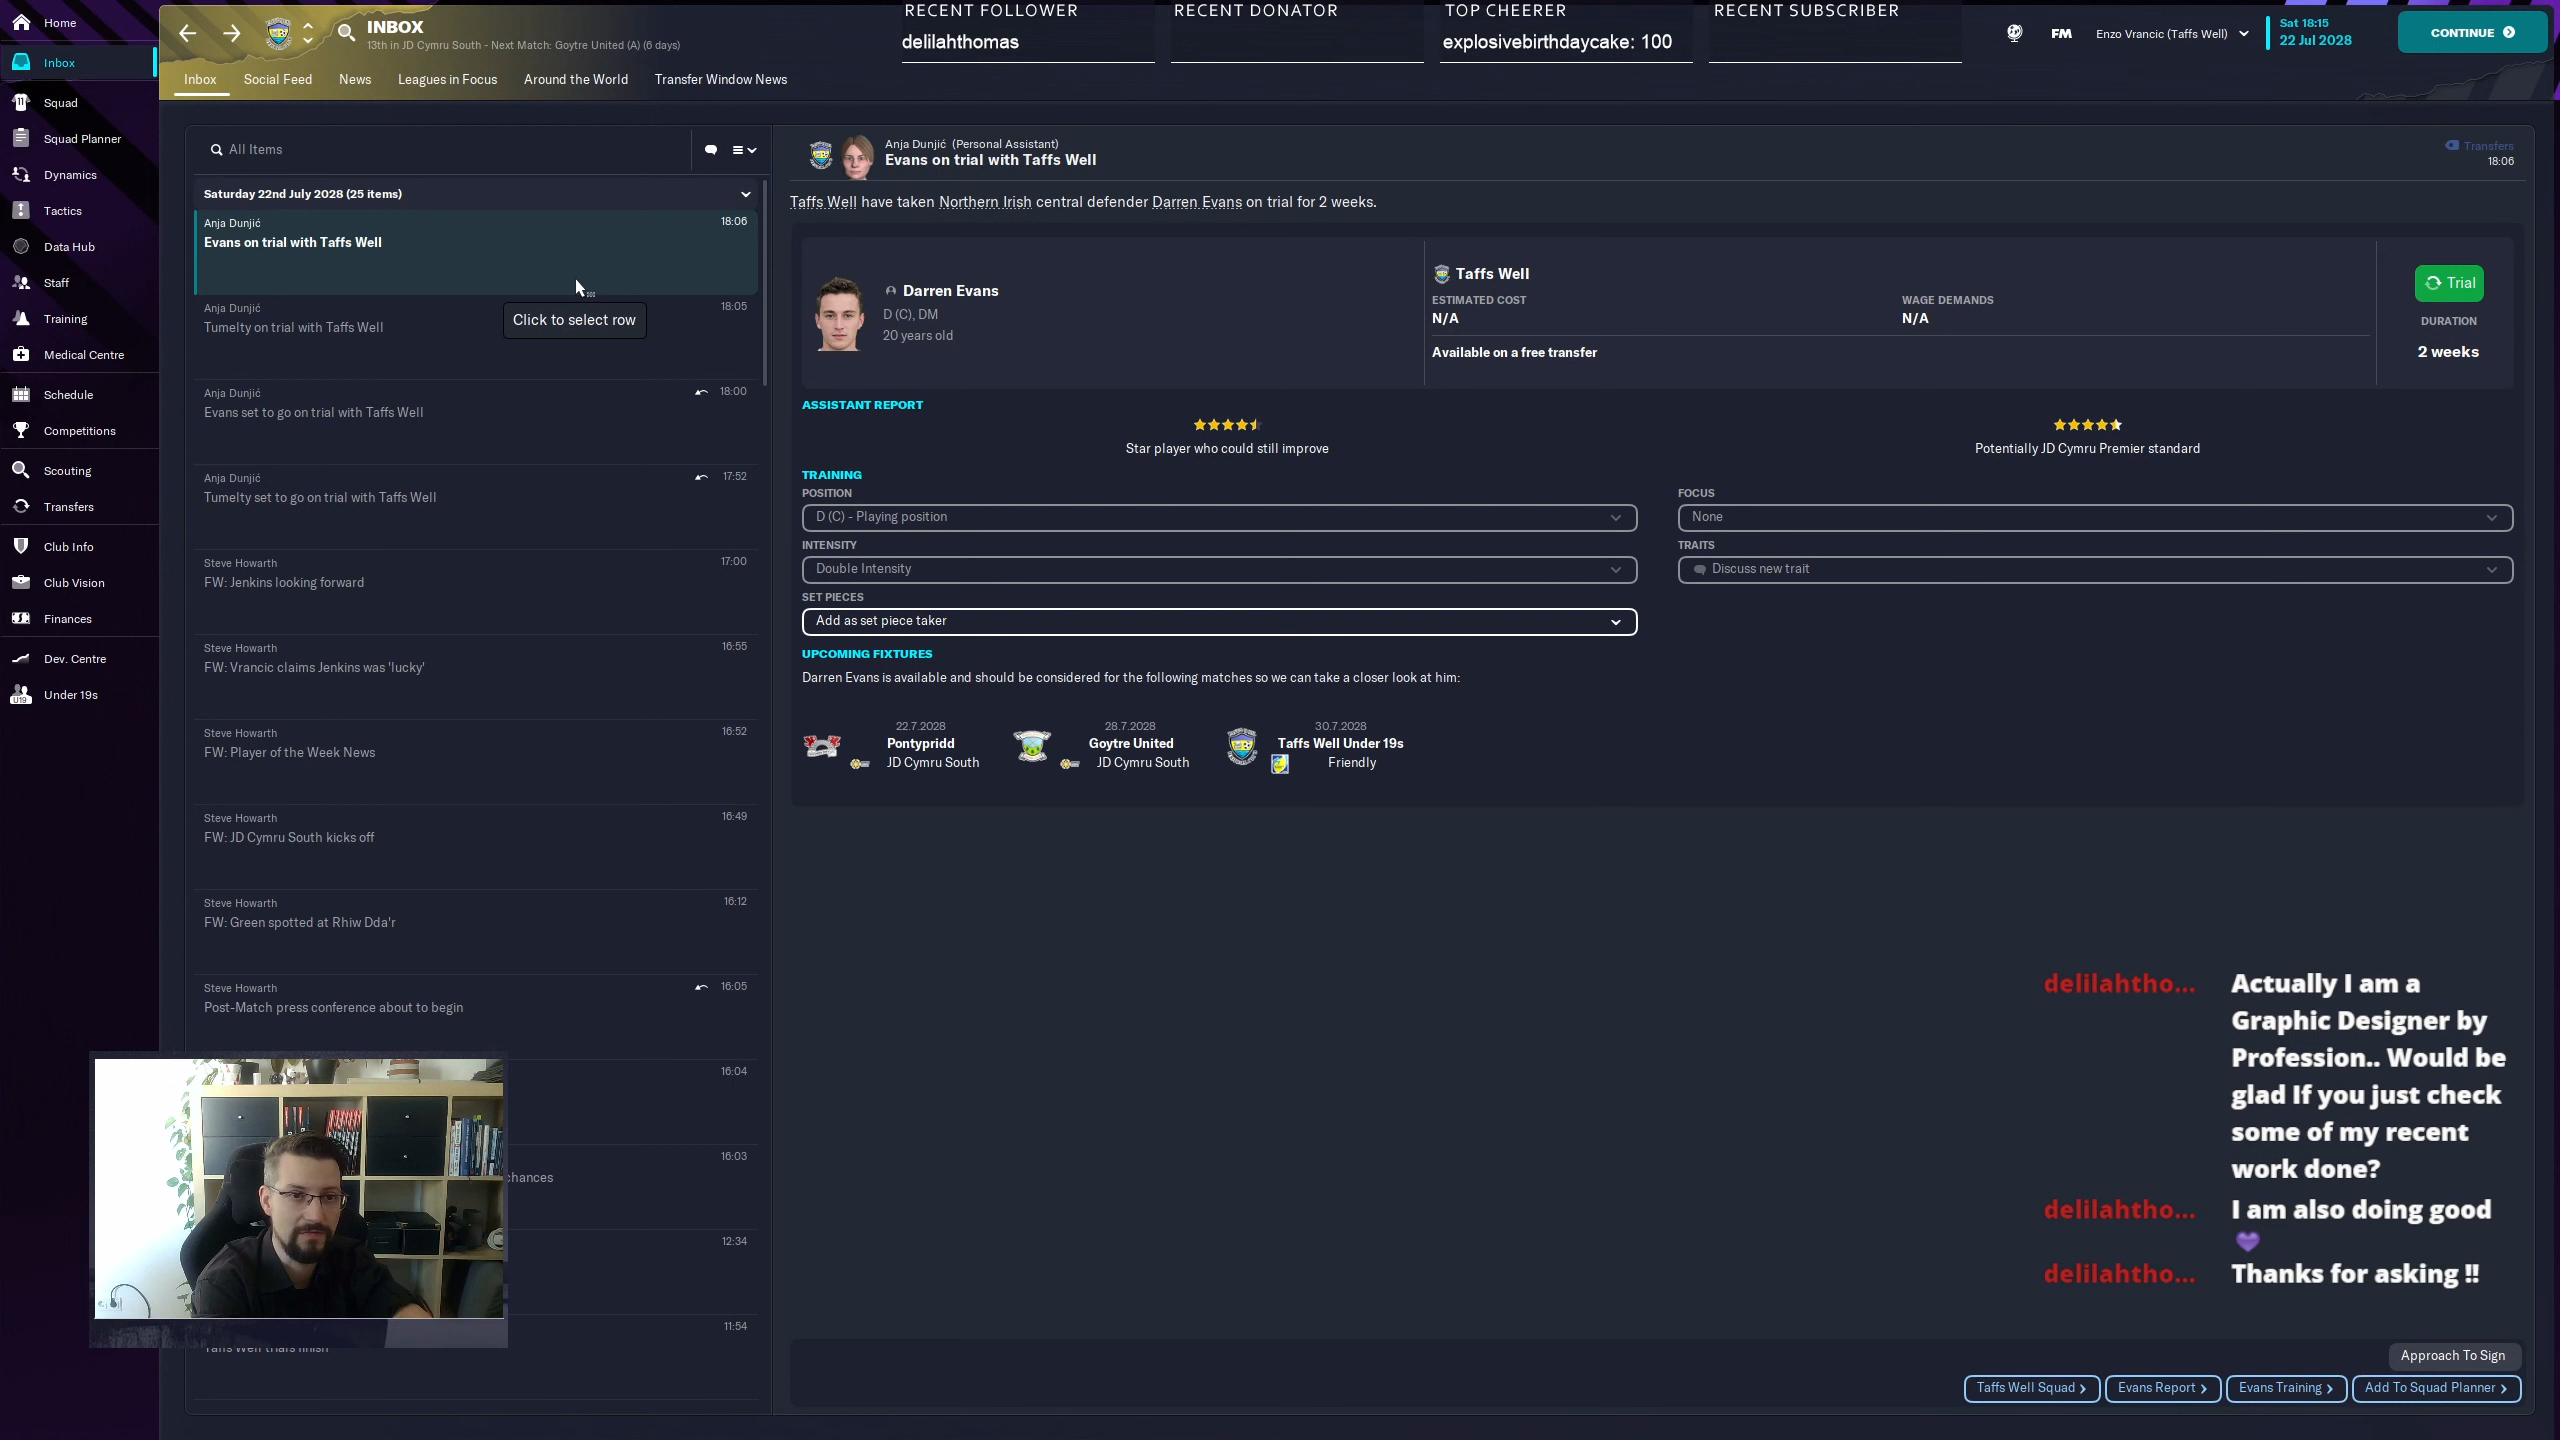 Home
Inbox
Squad
Squad Planner
Dynamics
Tactics
Data Hub
Staff
Training
Medical Centre
Schedule
Competitions
Scouting
Transfers
Club Info
Club Vision
Finances
Dev. Centre
U19
Under 19s
INBOX
13th in JD Cymru South - Next Match: Goytre United (A) (6 days)
RECENT FOLLOWER
delilahthomas
RECENT DONATOR
TOP CHEERER
explosivebirthdaycake: 100
RECENT SUBSCRIBER
FM
Enzo Vrancic (Taffs Well)
Sat 18:15
22 Jul 2028
CONTINUE
Inbox
Social Feed
News
Leagues in Focus
Around the World
Transfer Window News
All Items
Saturday 22nd July 2028 (25 items)
Anja Dunjić 18:06
Evans on trial with Taffs Well
Anja Dunjić 18:05
Tumelty on trial with Taffs Well
Click to select row
Anja Dunjić 18:00
Evans set to go on trial with Taffs Well
Anja Dunjić 17:52
Tumelty set to go on trial with Taffs Well
Steve Howarth 17:00
FW: Jenkins looking forward
Steve Howarth 16:55
FW: Vrancic claims Jenkins was 'lucky'
Steve Howarth 16:52
FW: Player of the Week News
Steve Howarth 16:49
FW: JD Cymru South kicks off
Steve Howarth 16:12
FW: Green spotted at Rhiw Dda'r
Steve Howarth 16:05
Post-Match press conference about to begin
16:04
16:03
chances
12:34
11:54
Taffs Well trials finish
Anja Dunjić (Personal Assistant)
Evans on trial with Taffs Well
Transfers
18:06
Taffs Well have taken Northern Irish central defender Darren Evans on trial for 2 weeks.
Darren Evans
D (C), DM
20 years old
Taffs Well
ESTIMATED COST
N/A
WAGE DEMANDS
N/A
Available on a free transfer
Trial
DURATION
2 weeks
ASSISTANT REPORT
Star player who could still improve
Potentially JD Cymru Premier standard
TRAINING
POSITION
D (C) - Playing position
FOCUS
None
INTENSITY
Double Intensity
TRAITS
Discuss new trait
SET PIECES
Add as set piece taker
UPCOMING FIXTURES
Darren Evans is available and should be considered for the following matches so we can take a closer look at him:
22.7.2028
Pontypridd
JD Cymru South
28.7.2028
Goytre United
JD Cymru South
30.7.2028
Taffs Well Under 19s
Friendly
delilahtho... Actually I am a
Graphic Designer by
Profession.. Would be
glad If you just check
some of my recent
work done?
delilahtho... I am also doing good
delilahtho... Thanks for asking !!
Approach To Sign
Taffs Well Squad
Evans Report
Evans Training
Add To Squad Planner